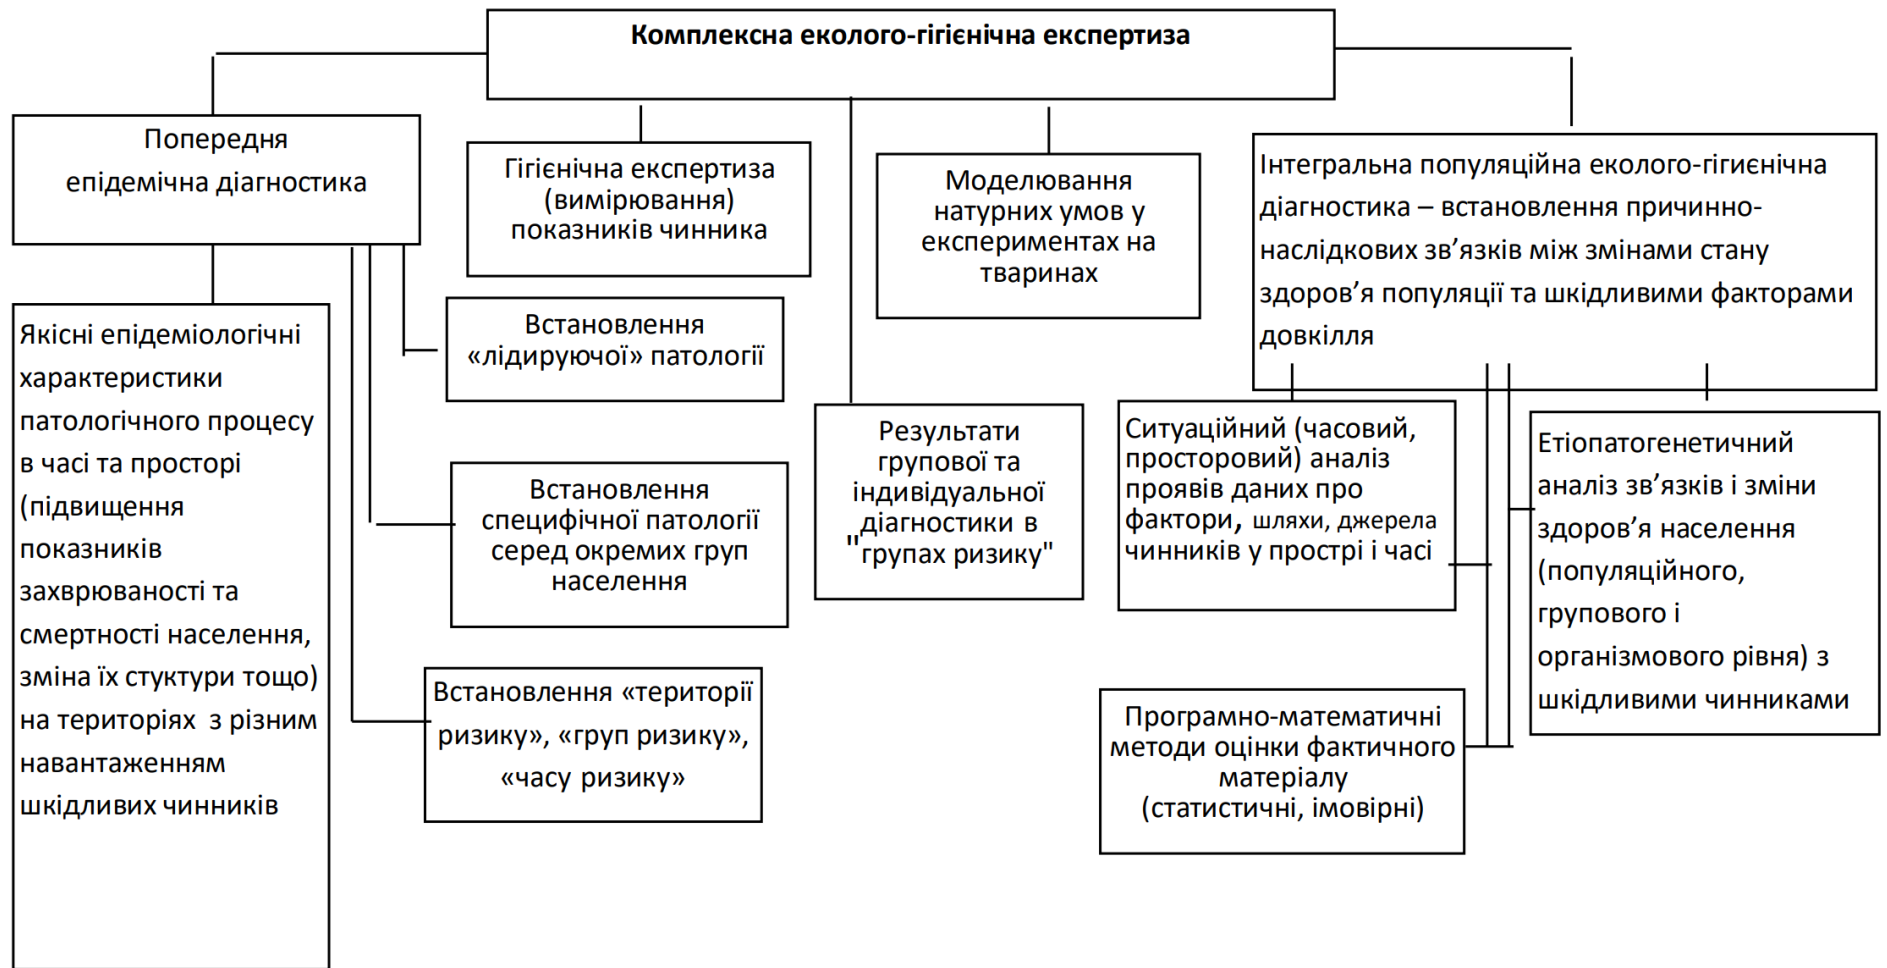 Комплексна еколого-гігієнічна експертиза
Попередня
епідемічна діагностика
Гігієнічна експертиза
(вимірювання)
показників чинника
Моделювання
натурних умов у
експериментах на
тваринах
Інтегральна популяційна еколого-гігиєнічна
діагностика – встановлення причинно-
наслідкових зв’язків між змінами стану
здоров’я популяції та шкідливими факторами
довкілля
Якісні епідеміологічні
характеристики
патологічного процесу
в часі та просторі
(підвищення
показників
захврюваності та
смертності населення,
зміна їх стуктури тощо)
на територіях з різним
навантаженням
шкідливих чинників
Встановлення
«лідируючої» патології
Встановлення
специфічної патології
серед окремих груп
населення
Встановлення «території
ризику», «груп ризику»,
«часу ризику»
Результати
групової та
індивідуальної
діагностики в
"групах ризику"
Ситуаційний (часовий,
просторовий) аналіз
проявів даних про
фактори, шляхи, джерела
чинників у прострі і часі
Етіопатогенетичний
аналіз зв’язків і зміни
здоров’я населення
(популяційного,
групового і
організмового рівня) з
шкідливими чинниками
Програмно-математичні
методи оцінки фактичного
матеріалу
(статистичні, імовірні)